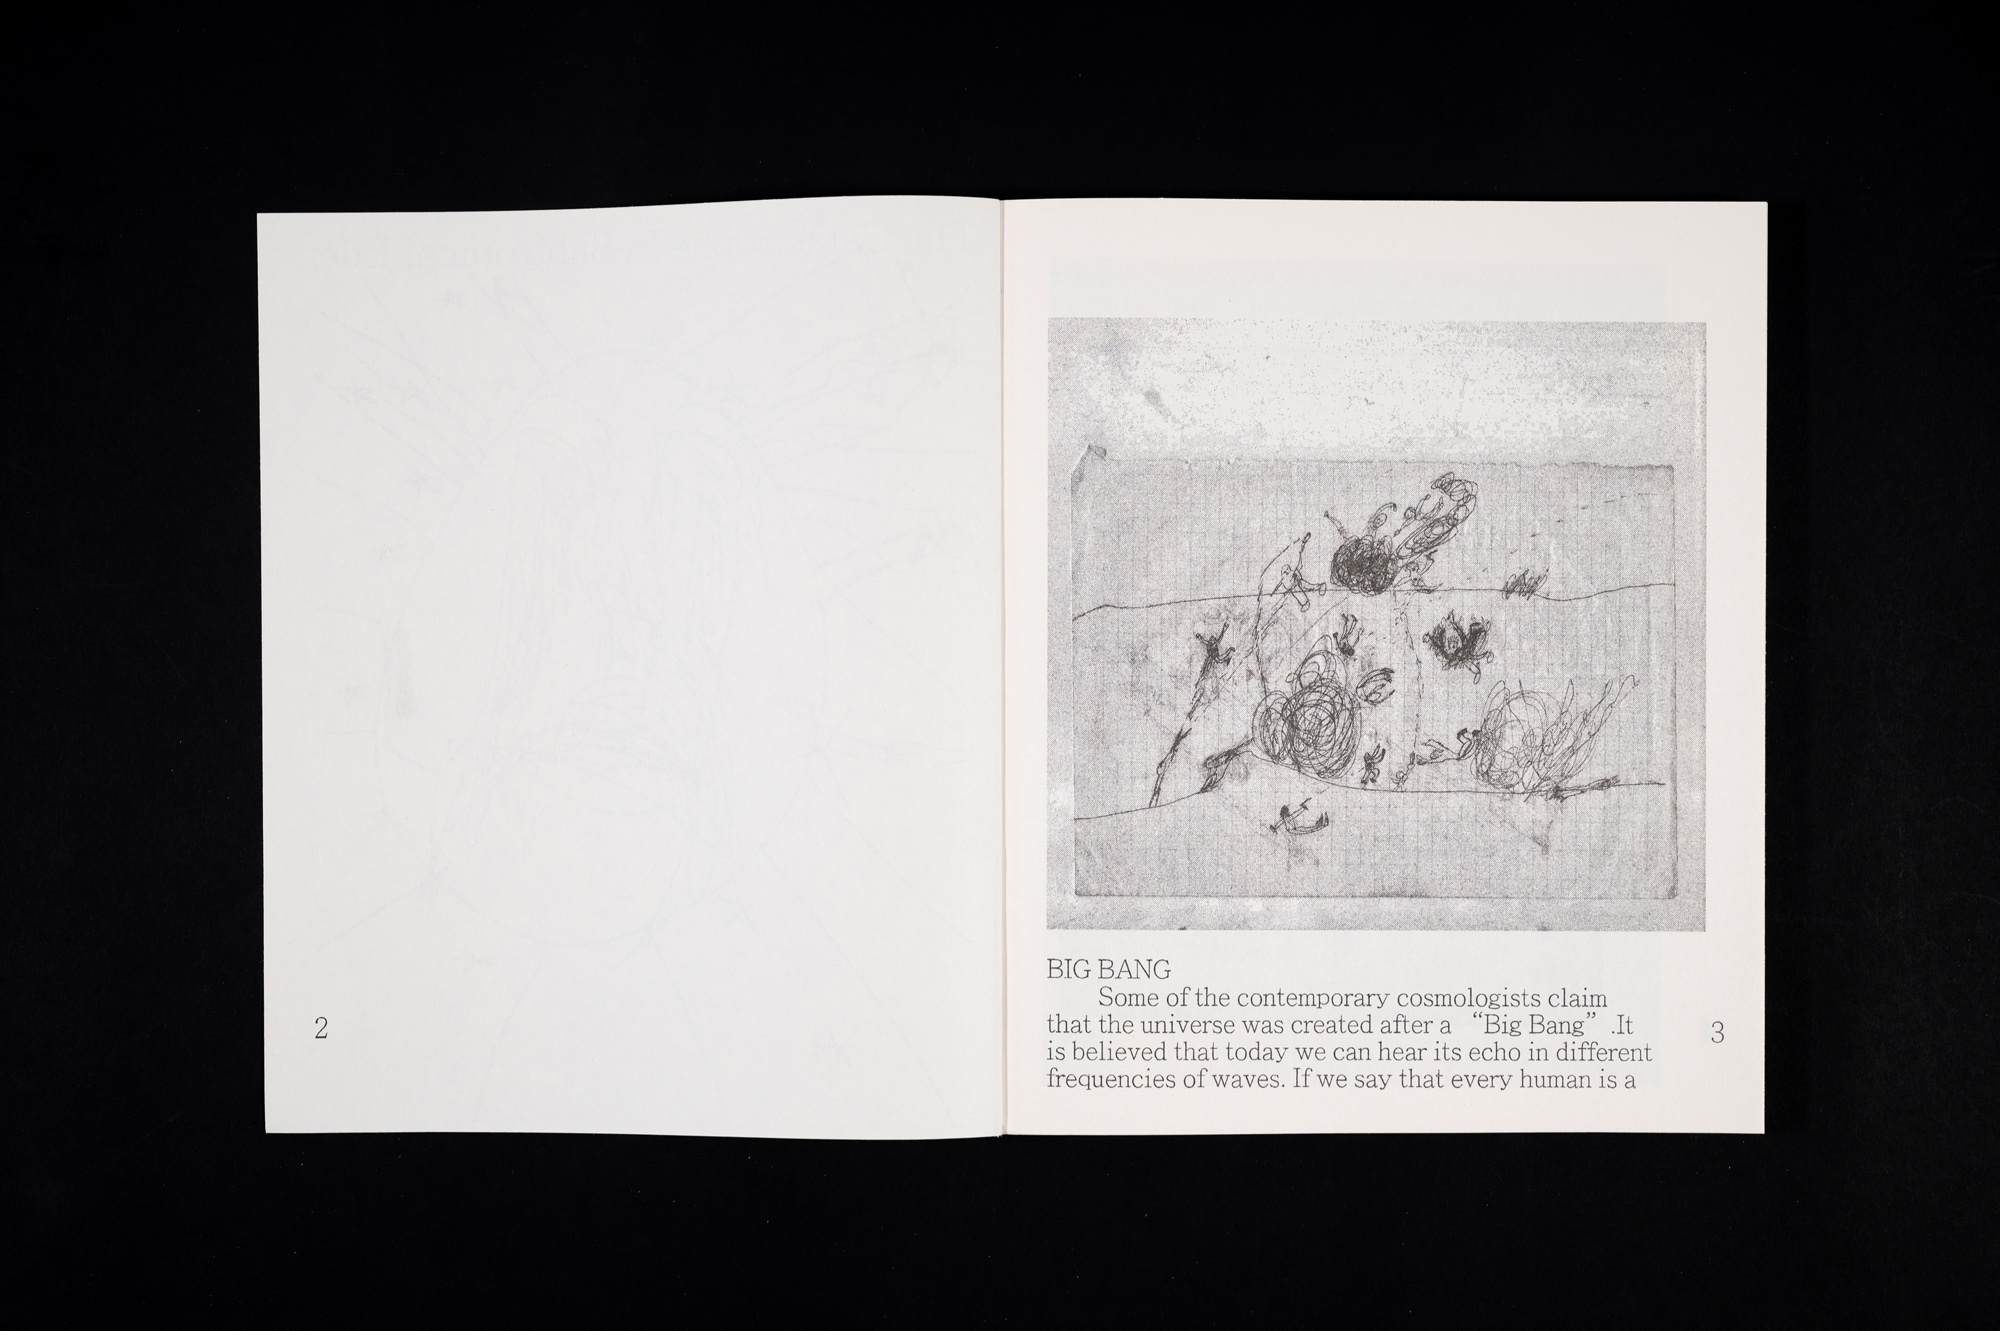 2
BIG BANG
Some of the contemporary cosmologists claim
that the universe was created after a “Big Bang” .It
is believed that today we can hear its echo in different
frequencies of waves. If we say that every human is a
3